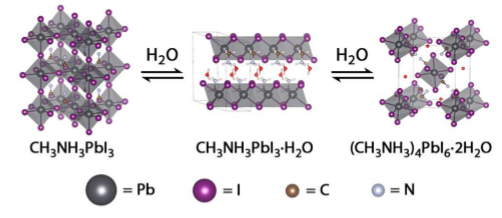 H₂O
H₂O
CH₃NH₃PbI₃
CH₃NH₃PbI₃·H₂O
(CH₃NH₃)₄PbI₆·2H₂O
= Pb
= I
= C
= N